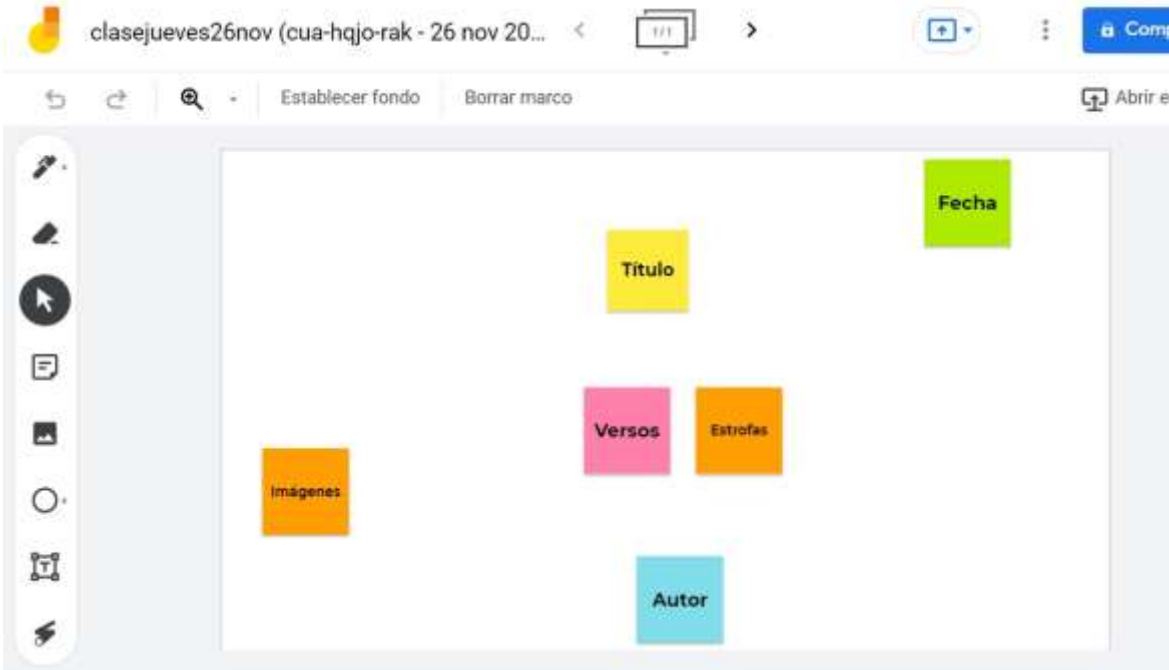 clasejueves26nov (cua-hqjo-rak - 26 nov 20...
1/1
Comp
Establecer fondo
Borrar marco
Abrir e
Fecha
Título
Versos
Estrofas
Imágenes
Autor